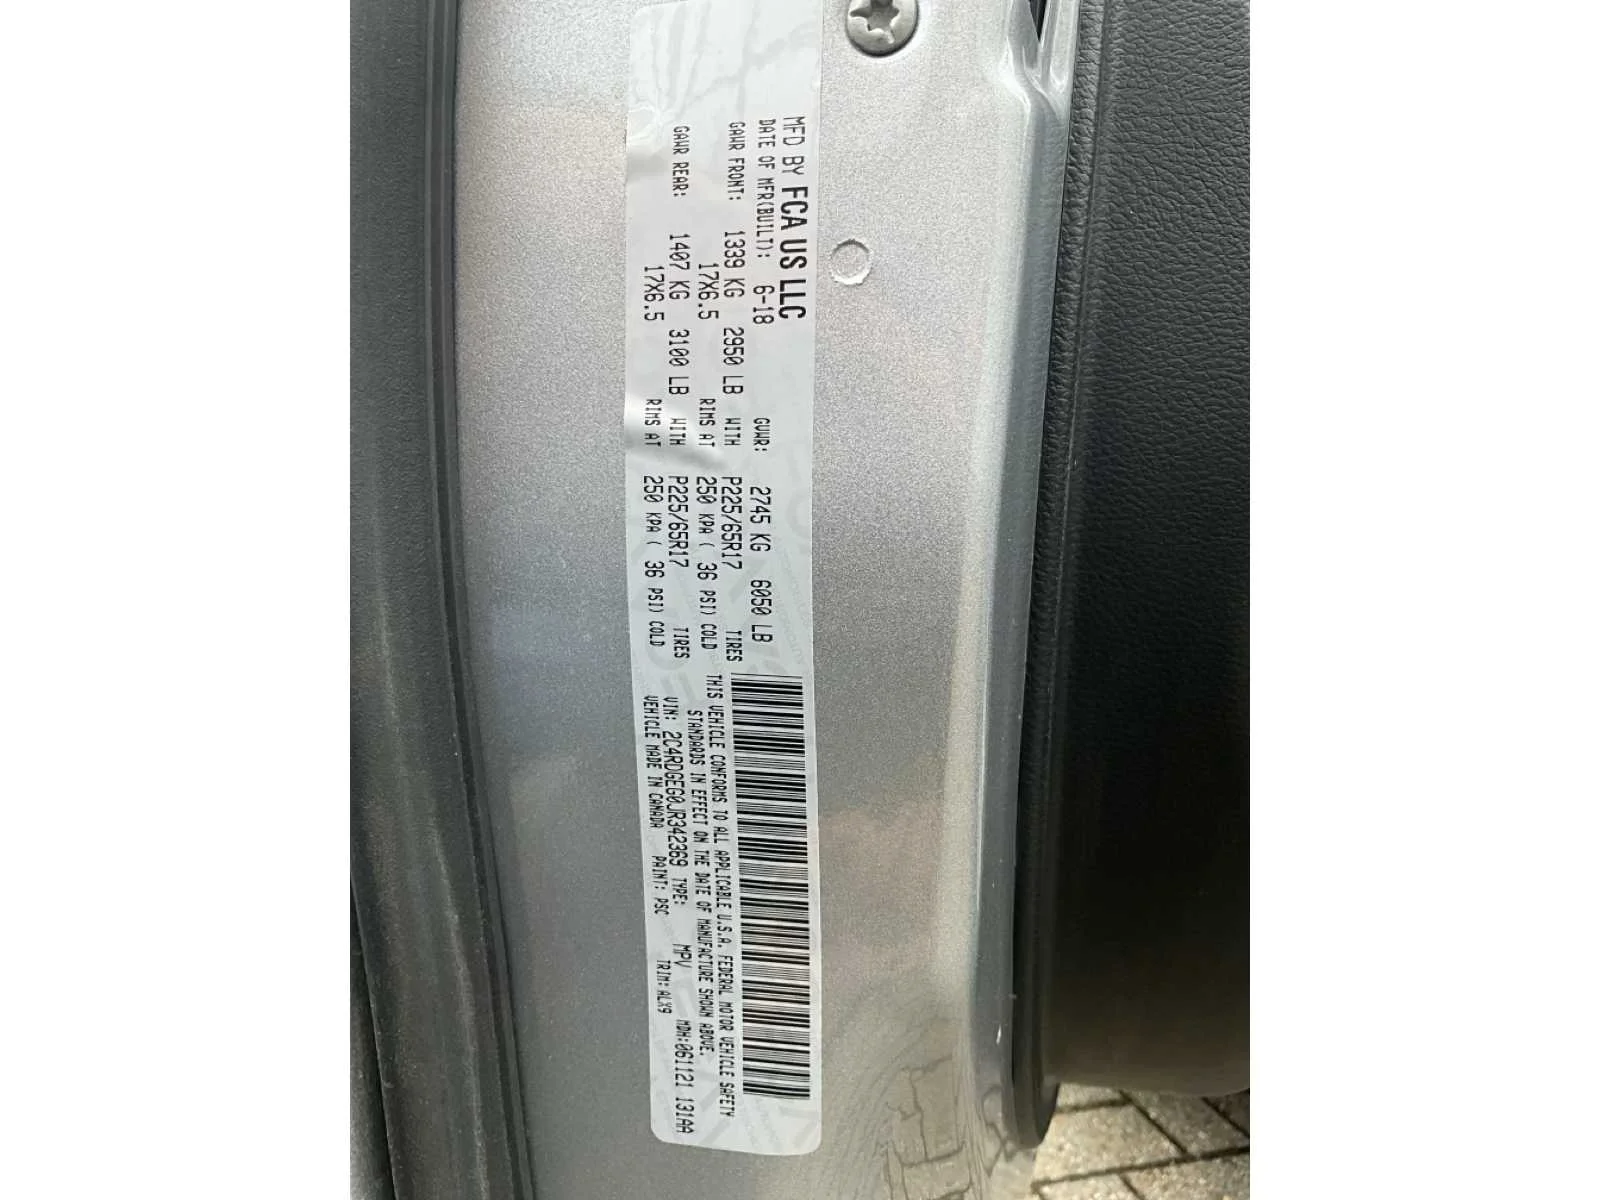 MFD BY FCA US LLC
DATE OF MFR(BUILT): 6-18 GVWR: 2745 KG 6050 LB
GAWR FRONT: 1339 KG 2950 LB WITH P225/65R17 TIRES
17X6.5 RIMS AT 250 KPA ( 36 PSI) COLD
GAWR REAR: 1407 KG 3100 LB WITH P225/65R17 TIRES
17X6.5 RIMS AT 250 KPA ( 36 PSI) COLD
THIS VEHICLE CONFORMS TO ALL APPLICABLE U.S.A. FEDERAL MOTOR VEHICLE SAFETY
STANDARDS IN EFFECT ON THE DATE OF MANUFACTURE SHOWN ABOVE.
VIN: 2C4RDGEG0JR342369 TYPE: MPV MDH:061121 131AA
VEHICLE MADE IN CANADA PAINT: PSC TRIM:ALX9